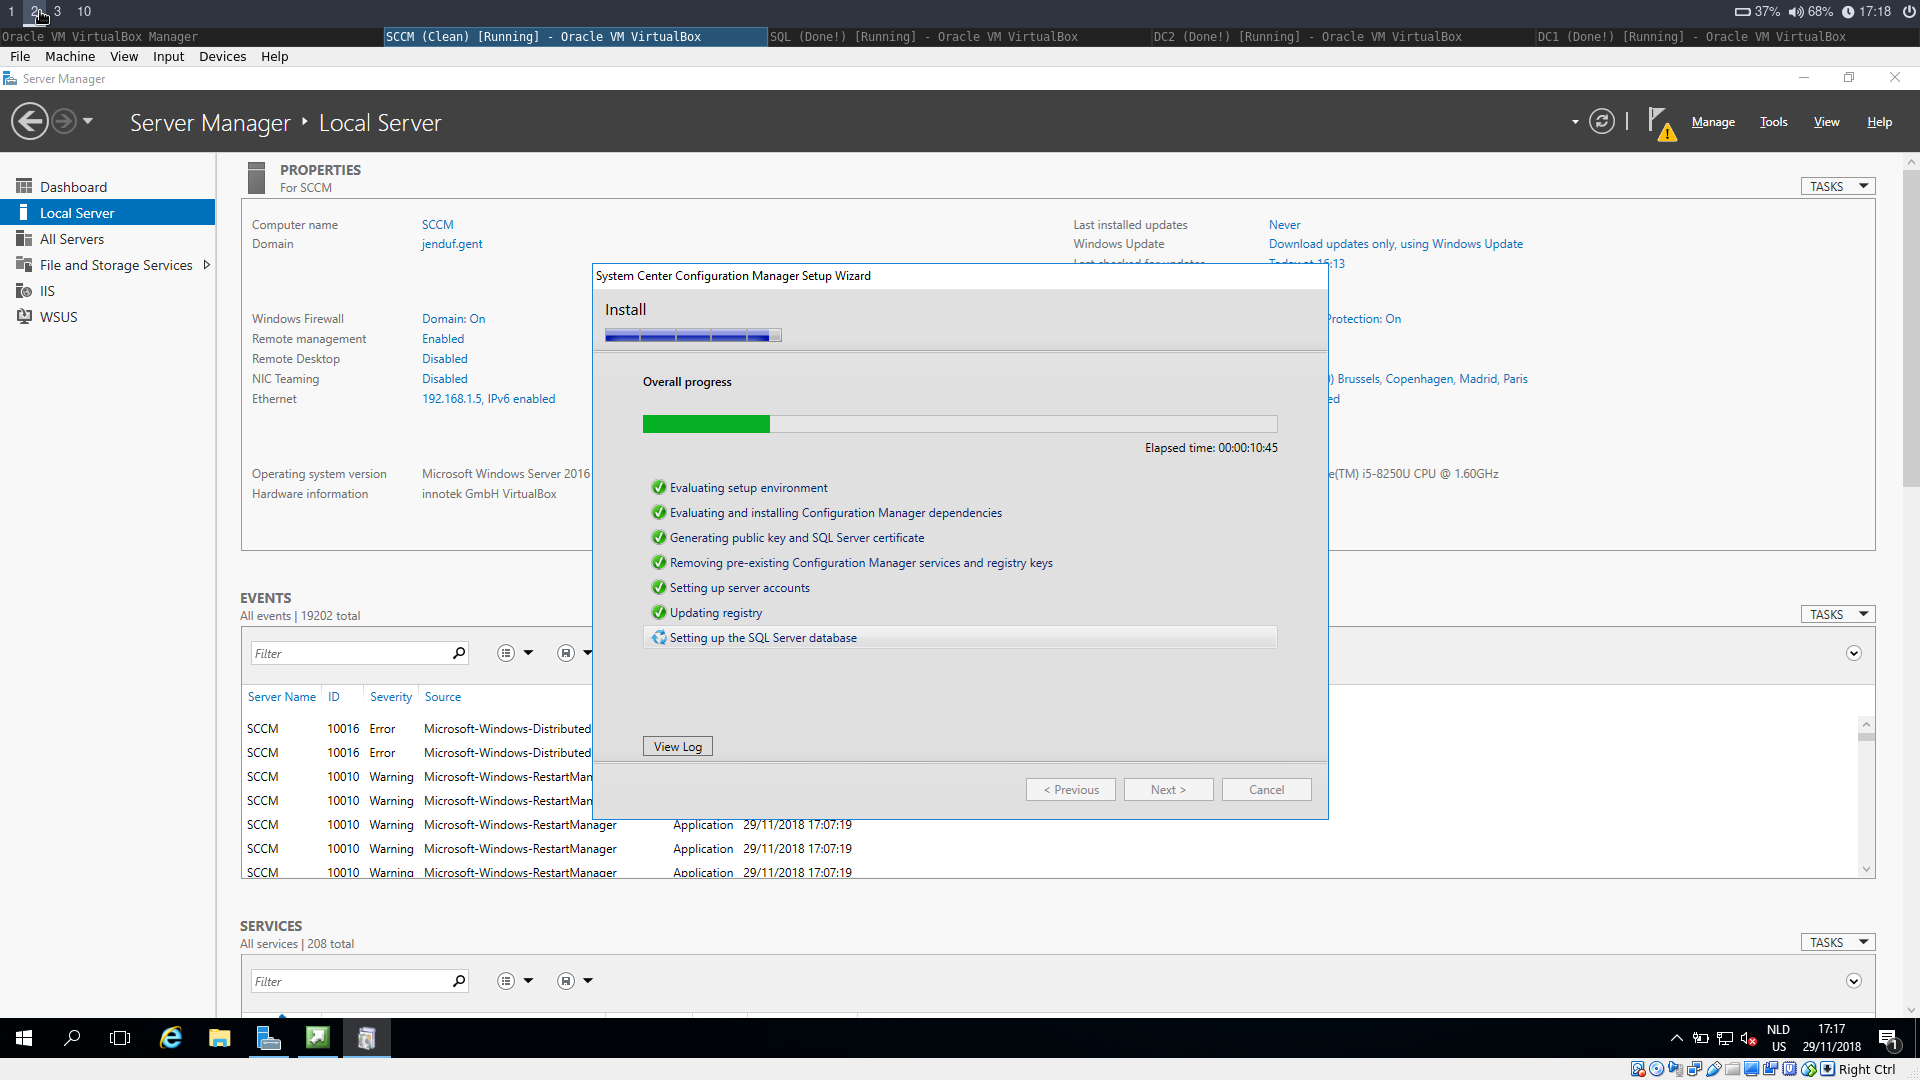 1 2 3 10
37% 68% 17:18
Oracle VM VirtualBox Manager
SCCM (Clean) [Running] - Oracle VM VirtualBox
SQL (Done!) [Running] - Oracle VM VirtualBox
DC2 (Done!) [Running] - Oracle VM VirtualBox
DC1 (Done!) [Running] - Oracle VM VirtualBox
File Machine View Input Devices Help
Server Manager
Server Manager ‣ Local Server
Manage Tools View Help
Dashboard
Local Server
All Servers
File and Storage Services
IIS
WSUS
PROPERTIES
For SCCM
TASKS
Computer name SCCM
Domain jenduf.gent
Last installed updates Never
Windows Update Download updates only, using Windows Update
Last checked for updates Today at 16:13
Windows Firewall Domain: On
Remote management Enabled
Remote Desktop Disabled
NIC Teaming Disabled
Ethernet 192.168.1.5, IPv6 enabled
Protection: On
) Brussels, Copenhagen, Madrid, Paris
ed
Operating system version Microsoft Windows Server 2016
Hardware information innotek GmbH VirtualBox
e(TM) i5-8250U CPU @ 1.60GHz
System Center Configuration Manager Setup Wizard
Install
Overall progress
Elapsed time: 00:00:10:45
Evaluating setup environment
Evaluating and installing Configuration Manager dependencies
Generating public key and SQL Server certificate
Removing pre-existing Configuration Manager services and registry keys
Setting up server accounts
Updating registry
Setting up the SQL Server database
View Log
< Previous Next > Cancel
EVENTS
All events | 19202 total
TASKS
Filter
Server Name ID Severity Source
SCCM 10016 Error Microsoft-Windows-Distributed
SCCM 10016 Error Microsoft-Windows-Distributed
SCCM 10010 Warning Microsoft-Windows-RestartMan
SCCM 10010 Warning Microsoft-Windows-RestartMan
SCCM 10010 Warning Microsoft-Windows-RestartManager Application 29/11/2018 17:07:19
SCCM 10010 Warning Microsoft-Windows-RestartManager Application 29/11/2018 17:07:19
SCCM 10010 Warning Microsoft-Windows-RestartManager Application 29/11/2018 17:07:19
SERVICES
All services | 208 total
TASKS
Filter
NLD
US
17:17
29/11/2018
1
Right Ctrl